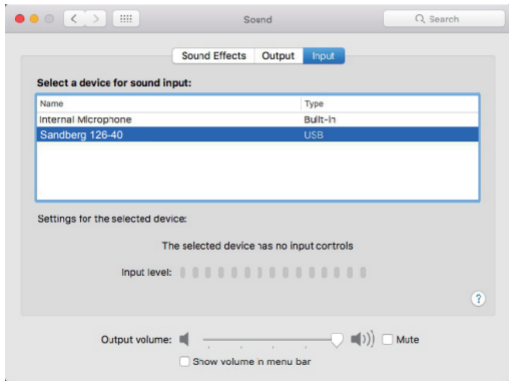 Sound
Search
Sound Effects Output Input
Select a device for sound input:
Name Type
Internal Microphone Built-in
Sandberg 126-40 USB
Settings for the selected device:
The selected device has no input controls
Input level:
?
Output volume: Mute
Show volume in menu bar